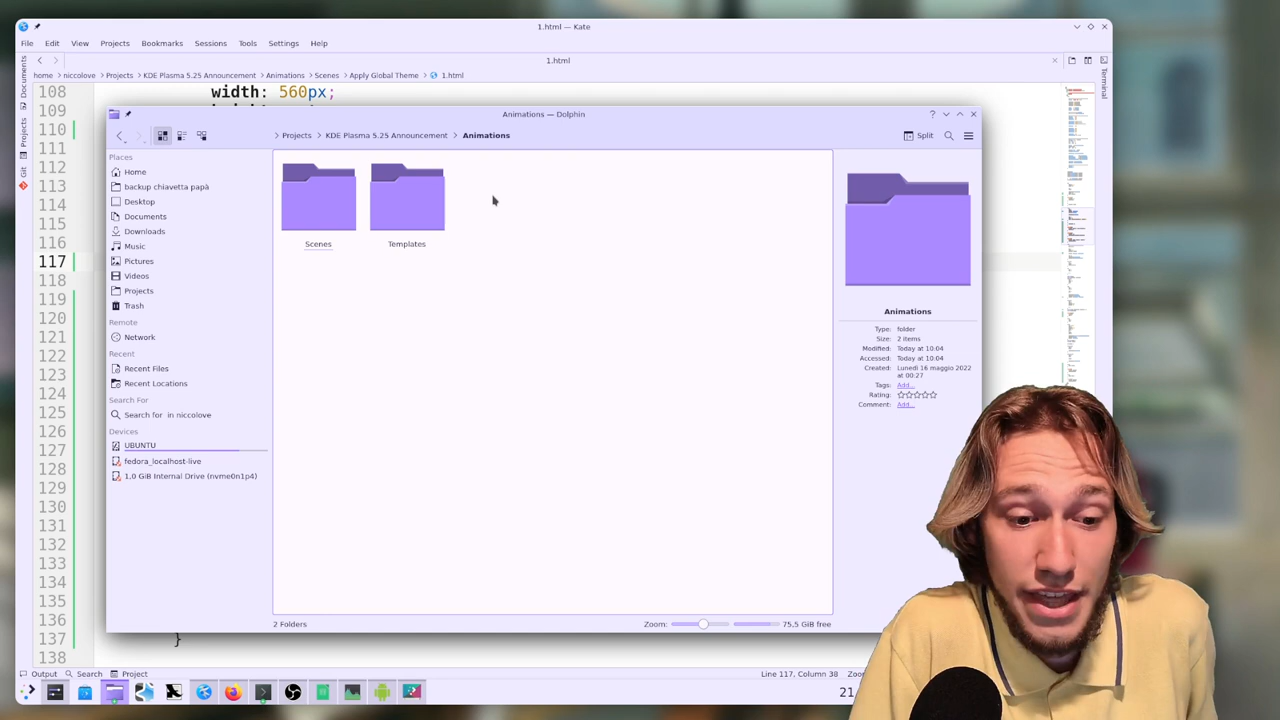 1.html — Kate
File Edit View Projects Bookmarks Sessions Tools Settings Help
1.html
home > niccolove > Projects > KDE Plasma 5.25 Announcement > Animations > Scenes > Apply Global Theme > 1.html
Documents
Projects
Git
Terminal
108 width: 560px;
109
110
111
112
113
114
115
116
117
118
119
120
121
122
123
124
125
126
127
128
129
130
131
132
133
134
135
136
137 }
138
Animations — Dolphin
> Projects > KDE Plasma 5.25 Announcement > Animations
Split
Places
Home
backup chiavetta papà
Desktop
Documents
Downloads
Music
Pictures
Videos
Projects
Trash
Remote
Network
Recent
Recent Files
Recent Locations
Search For
Search for in niccolove
Devices
UBUNTU
fedora_localhost-live
1,0 GiB Internal Drive (nvme0n1p4)
Scenes
Templates
2 Folders
Zoom:
75,5 GiB free
Animations
Type: folder
Size: 2 items
Modified: Today at 10:04
Accessed: Today at 10:04
Created: Lunedì 16 maggio 2022
at 00:27
Tags: Add...
Rating:
Comment: Add...
Output Search Project
Line 117, Column 38
21